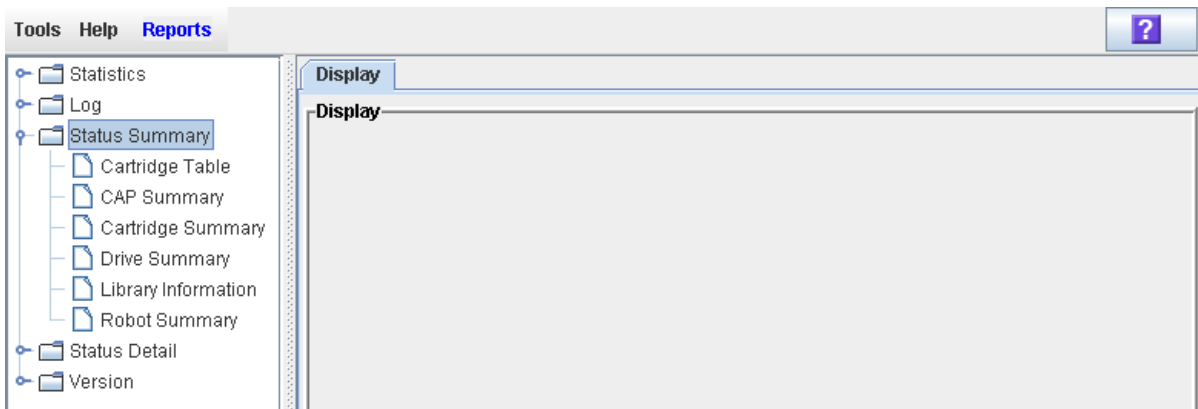 Tools Help Reports
?
Statistics
Log
Status Summary
Cartridge Table
CAP Summary
Cartridge Summary
Drive Summary
Library Information
Robot Summary
Status Detail
Version
Display
Display